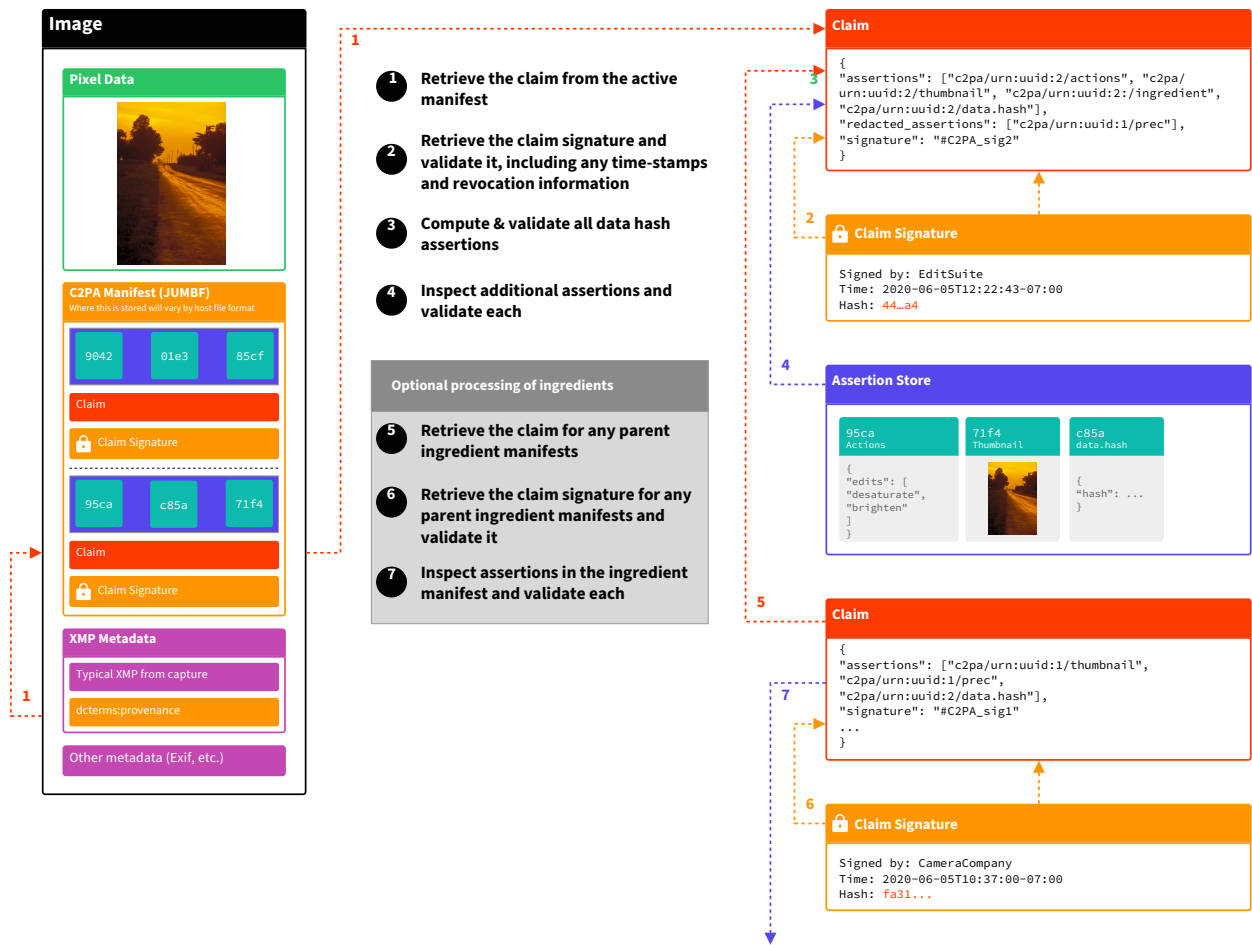 Image
Pixel Data
C2PA Manifest (JUMBF)
Where this is stored will vary by host file format
9042
01e3
85cf
Claim
Claim Signature
95ca
c85a
71f4
Claim
Claim Signature
XMP Metadata
Typical XMP from capture
dcterms:provenance
Other metadata (Exif, etc.)
1
1
1
Retrieve the claim from the active
manifest
2
Retrieve the claim signature and
validate it, including any time-stamps
and revocation information
3
Compute & validate all data hash
assertions
4
Inspect additional assertions and
validate each
Optional processing of ingredients
5
Retrieve the claim for any parent
ingredient manifests
6
Retrieve the claim signature for any
parent ingredient manifests and
validate it
7
Inspect assertions in the ingredient
manifest and validate each
Claim
3
{
"assertions": ["c2pa/urn:uuid:2/actions", "c2pa/
urn:uuid:2/thumbnail", "c2pa/urn:uuid:2:/ingredient",
"c2pa/urn:uuid:2/data.hash"],
"redacted_assertions": ["c2pa/urn:uuid:1/prec"],
"signature": "#C2PA_sig2"
}
2
Claim Signature
Signed by: EditSuite
Time: 2020-06-05T12:22:43-07:00
Hash: 44…a4
4
Assertion Store
95ca
Actions
{
"edits": [
"desaturate",
"brighten"
]
}
71f4
Thumbnail
c85a
data.hash
{
“hash”: ...
}
5
Claim
{
"assertions": ["c2pa/urn:uuid:1/thumbnail",
"c2pa/urn:uuid:1/prec",
"c2pa/urn:uuid:2/data.hash"],
"signature": "#C2PA_sig1"
...
}
7
6
Claim Signature
Signed by: CameraCompany
Time: 2020-06-05T10:37:00-07:00
Hash: fa31...